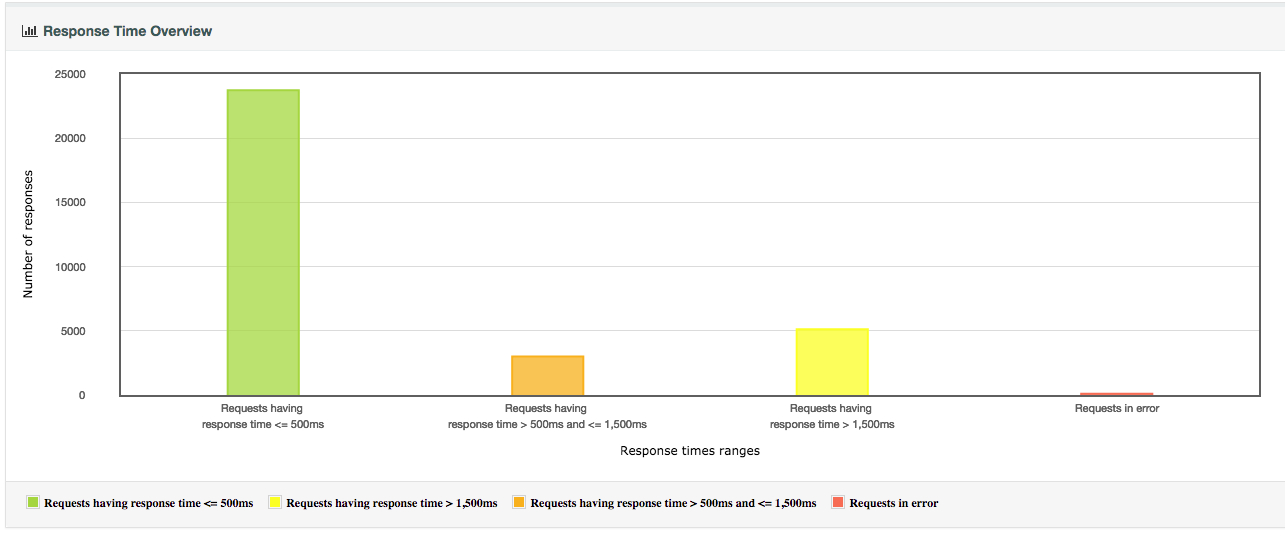 Response Time Overview
25000
20000
15000
10000
5000
0
Number of responses
Requests having
response time <= 500ms
Requests having
response time > 500ms and <= 1,500ms
Requests having
response time > 1,500ms
Requests in error
Response times ranges
Requests having response time <= 500ms
Requests having response time > 1,500ms
Requests having response time > 500ms and <= 1,500ms
Requests in error